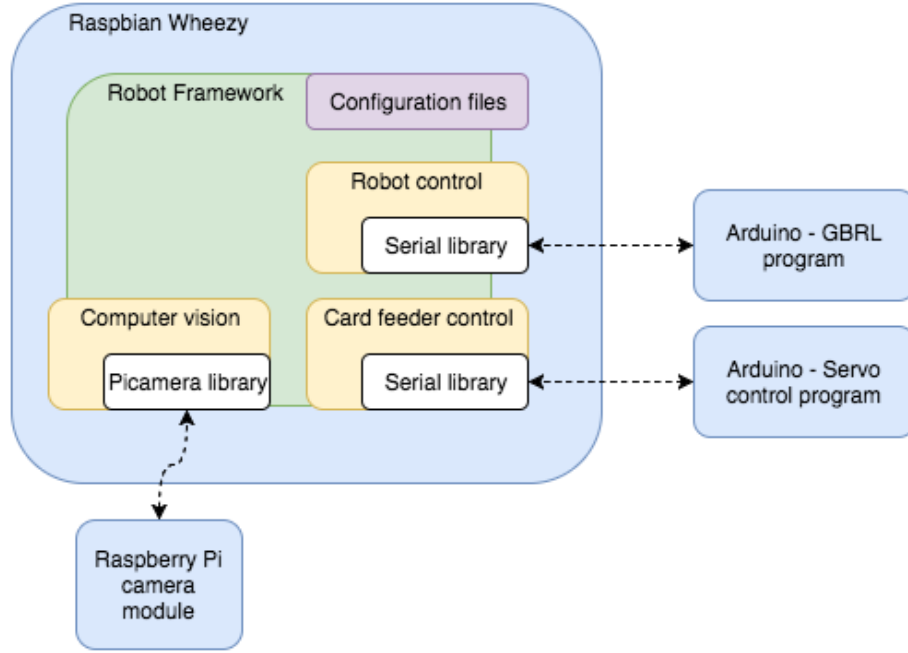 Raspbian Wheezy
Robot Framework
Configuration files
Robot control
Serial library
Arduino - GBRL
program
Computer vision
Picamera library
Card feeder control
Serial library
Arduino - Servo
control program
Raspberry Pi
camera
module